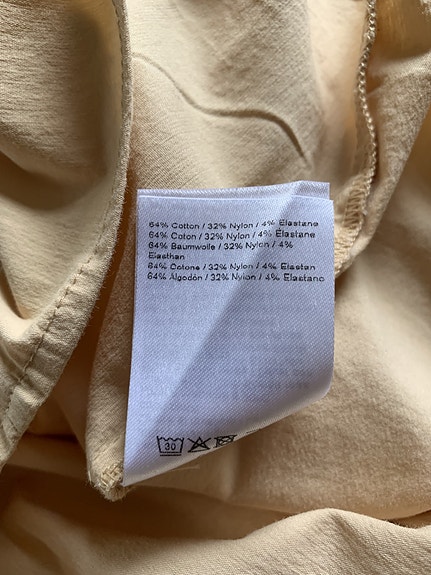 64% Cotton / 32% Nylon / 4% Elastane
64% Coton / 32% Nylon / 4% Élastane
64% Baumwolle / 32% Nylon / 4%
Elasthan
64% Cotone / 32% Nylon / 4% Elastan
64% Algodón / 32% Nylon / 4% Elastano
30